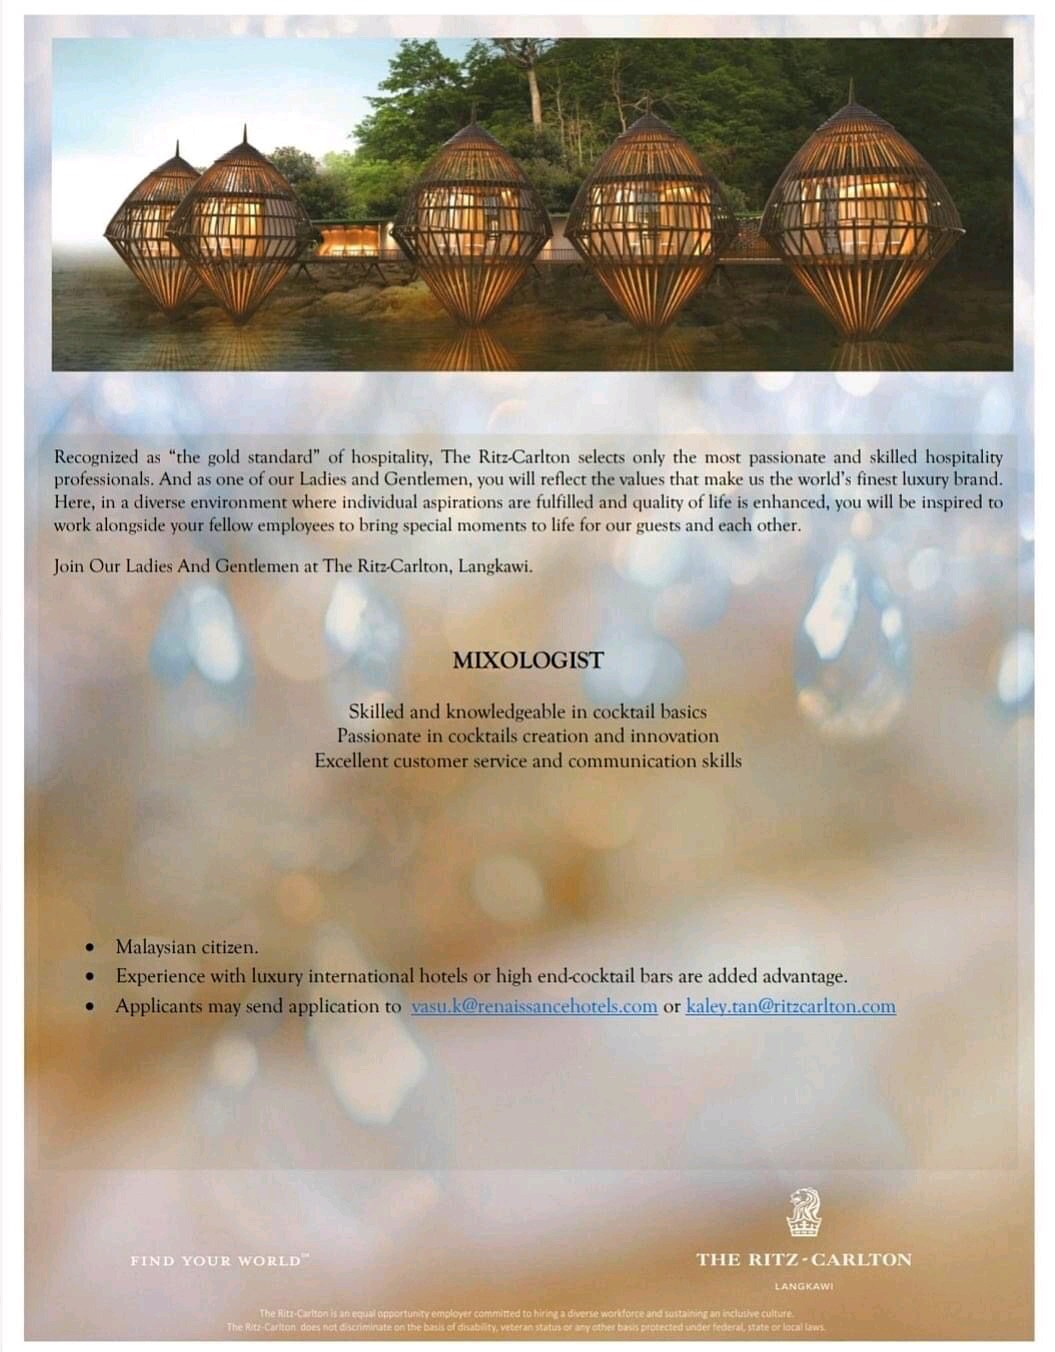 Recognized as “the gold standard” of hospitality, The Ritz-Carlton selects only the most passionate and skilled hospitality
professionals. And as one of our Ladies and Gentlemen, you will reflect the values that make us the world’s finest luxury brand.
Here, in a diverse environment where individual aspirations are fulfilled and quality of life is enhanced, you will be inspired to
work alongside your fellow employees to bring special moments to life for our guests and each other.
Join Our Ladies And Gentlemen at The Ritz-Carlton, Langkawi.
MIXOLOGIST
Skilled and knowledgeable in cocktail basics
Passionate in cocktails creation and innovation
Excellent customer service and communication skills
• Malaysian citizen.
• Experience with luxury international hotels or high end-cocktail bars are added advantage.
• Applicants may send application to vasu.k@renaissancehotels.com or kaley.tan@ritzcarlton.com
FIND YOUR WORLD℠
THE RITZ-CARLTON
LANGKAWI
The Ritz-Carlton is an equal opportunity employer committed to hiring a diverse workforce and sustaining an inclusive culture.
The Ritz-Carlton does not discriminate on the basis of disability, veteran status or any other basis protected under federal, state or local laws.